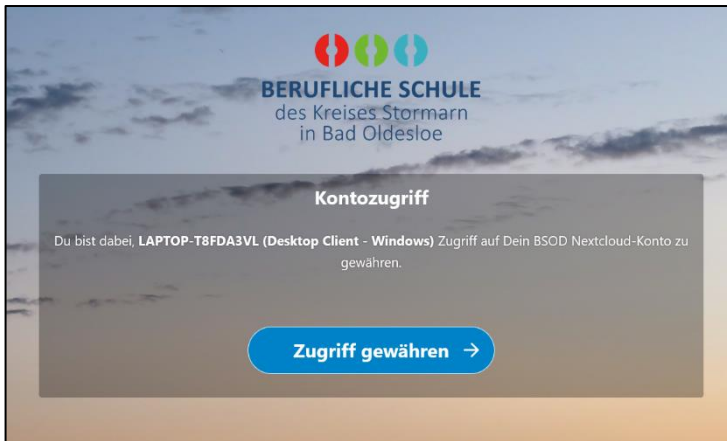 BERUFLICHE SCHULE
des Kreises Stormarn
in Bad Oldesloe
Kontozugriff
Du bist dabei, LAPTOP-T8FDA3VL (Desktop Client - Windows) Zugriff auf Dein BSOD Nextcloud-Konto zu
gewähren.
Zugriff gewähren →